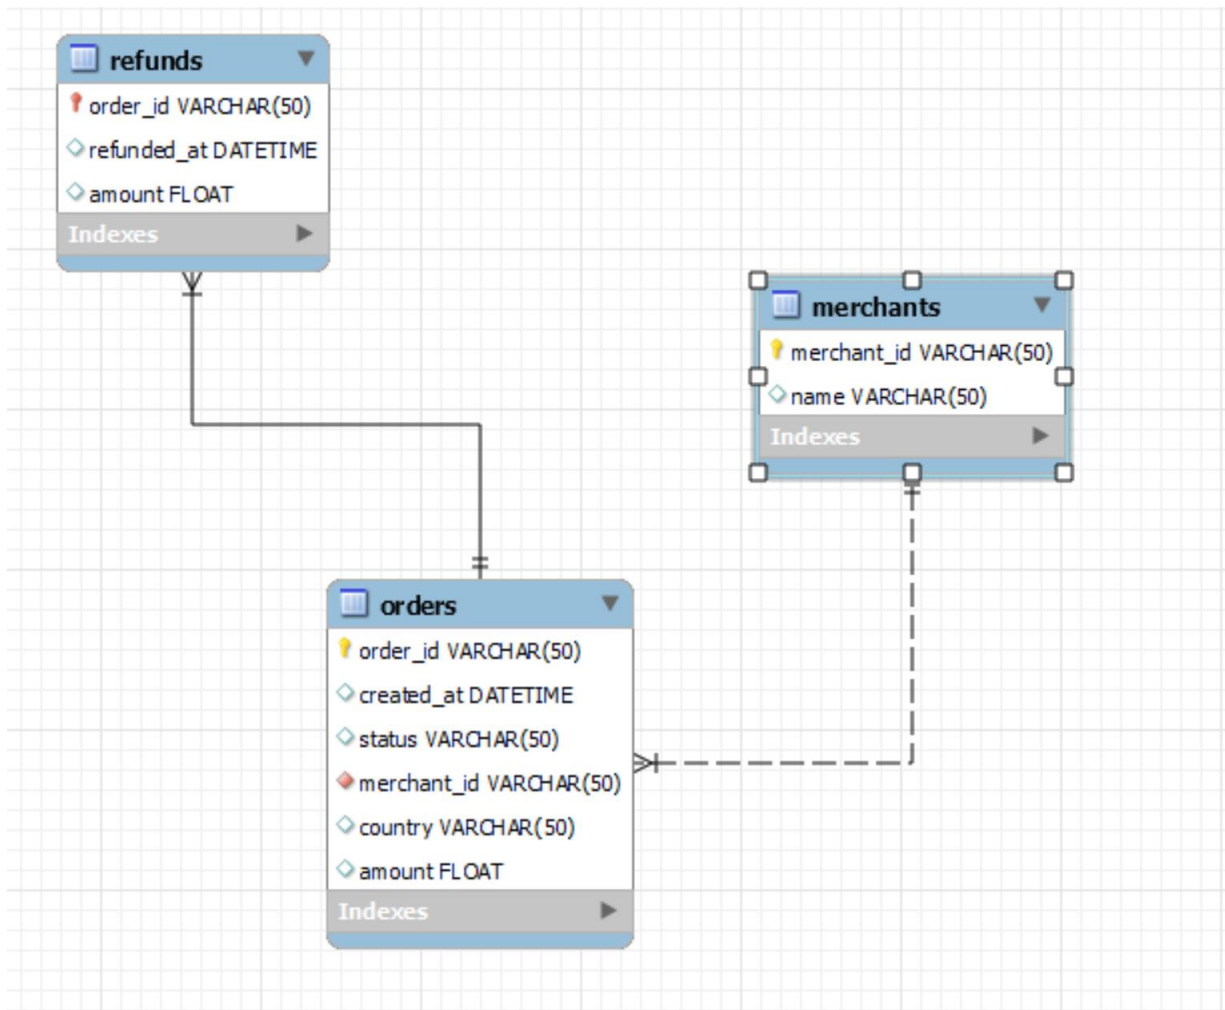 refunds
order_id VARCHAR(50)
refunded_at DATETIME
amount FLOAT
Indexes
merchants
merchant_id VARCHAR(50)
name VARCHAR(50)
Indexes
orders
order_id VARCHAR(50)
created_at DATETIME
status VARCHAR(50)
merchant_id VARCHAR(50)
country VARCHAR(50)
amount FLOAT
Indexes